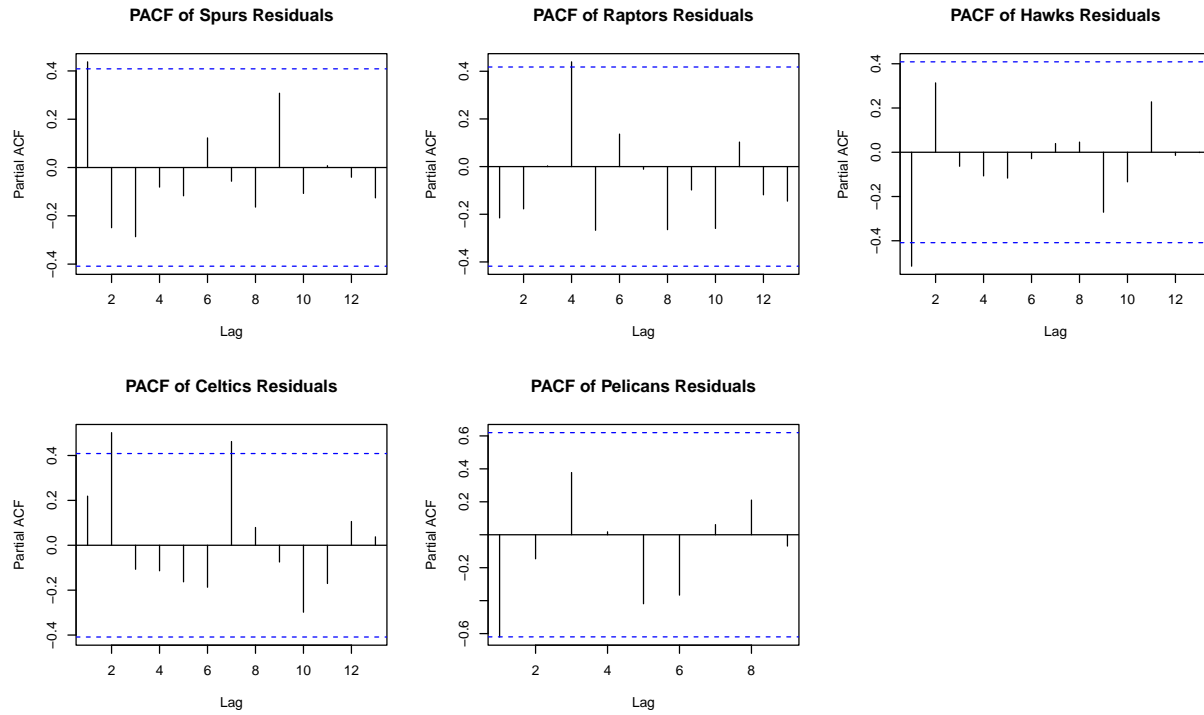 PACF of Spurs Residuals
Partial ACF
0.4
0.2
0.0
−0.2
−0.4
2 4 6 8 10 12
Lag
PACF of Raptors Residuals
Partial ACF
0.4
0.2
0.0
−0.2
−0.4
2 4 6 8 10 12
Lag
PACF of Hawks Residuals
Partial ACF
0.4
0.2
0.0
−0.2
−0.4
2 4 6 8 10 12
Lag
PACF of Celtics Residuals
Partial ACF
0.4
0.2
0.0
−0.2
−0.4
2 4 6 8 10 12
Lag
PACF of Pelicans Residuals
Partial ACF
0.6
0.4
0.2
−0.2
−0.6
2 4 6 8
Lag